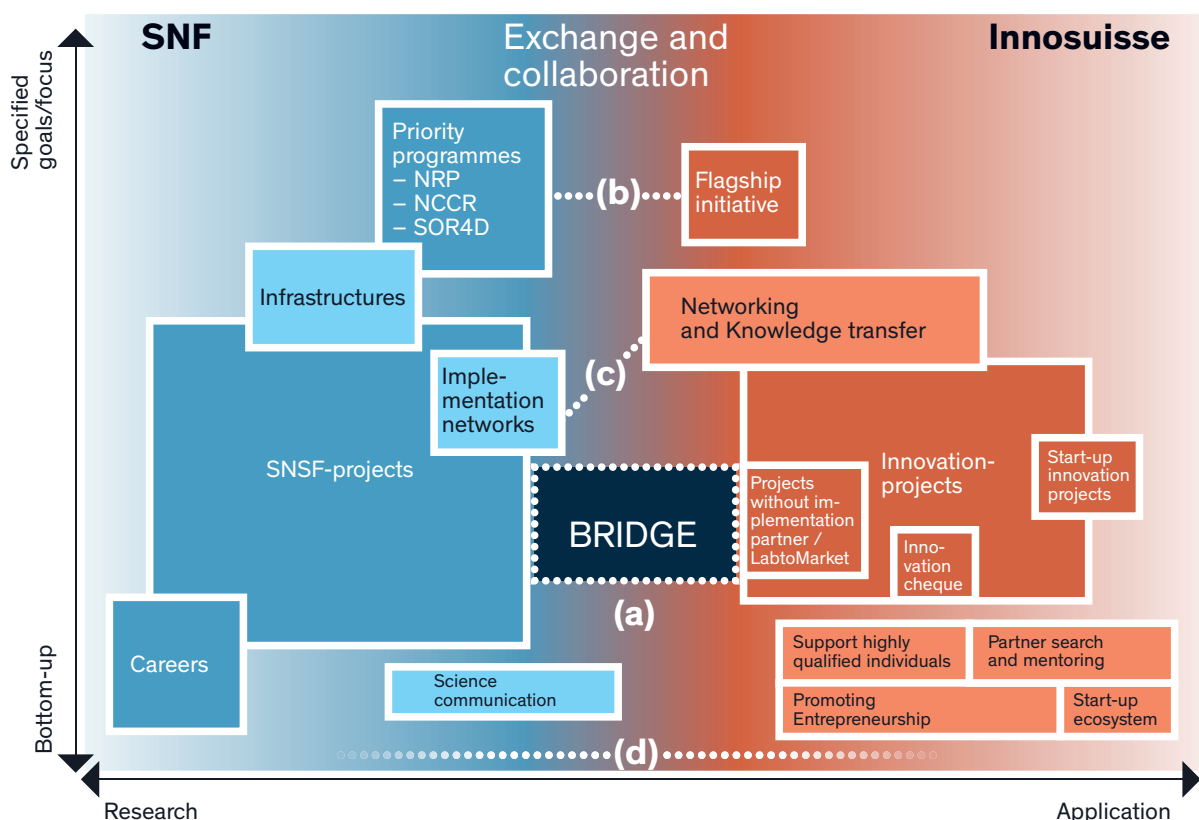 SNF
Exchange and
collaboration
Innosuisse
Specified
goals/focus
Priority
programmes
– NRP
– NCCR
– SOR4D
(b)
Flagship
initiative
Infrastructures
Networking
and Knowledge transfer
(c)
Imple-
mentation
networks
SNSF-projects
Innovation-
projects
Start-up
innovation
projects
BRIDGE
Projects
without im-
plementation
partner /
LabtoMarket
Inno-
vation
cheque
(a)
Careers
Support highly
qualified individuals
Partner search
and mentoring
Science
communication
Promoting
Entrepreneurship
Start-up
ecosystem
Bottom-up
(d)
Research
Application